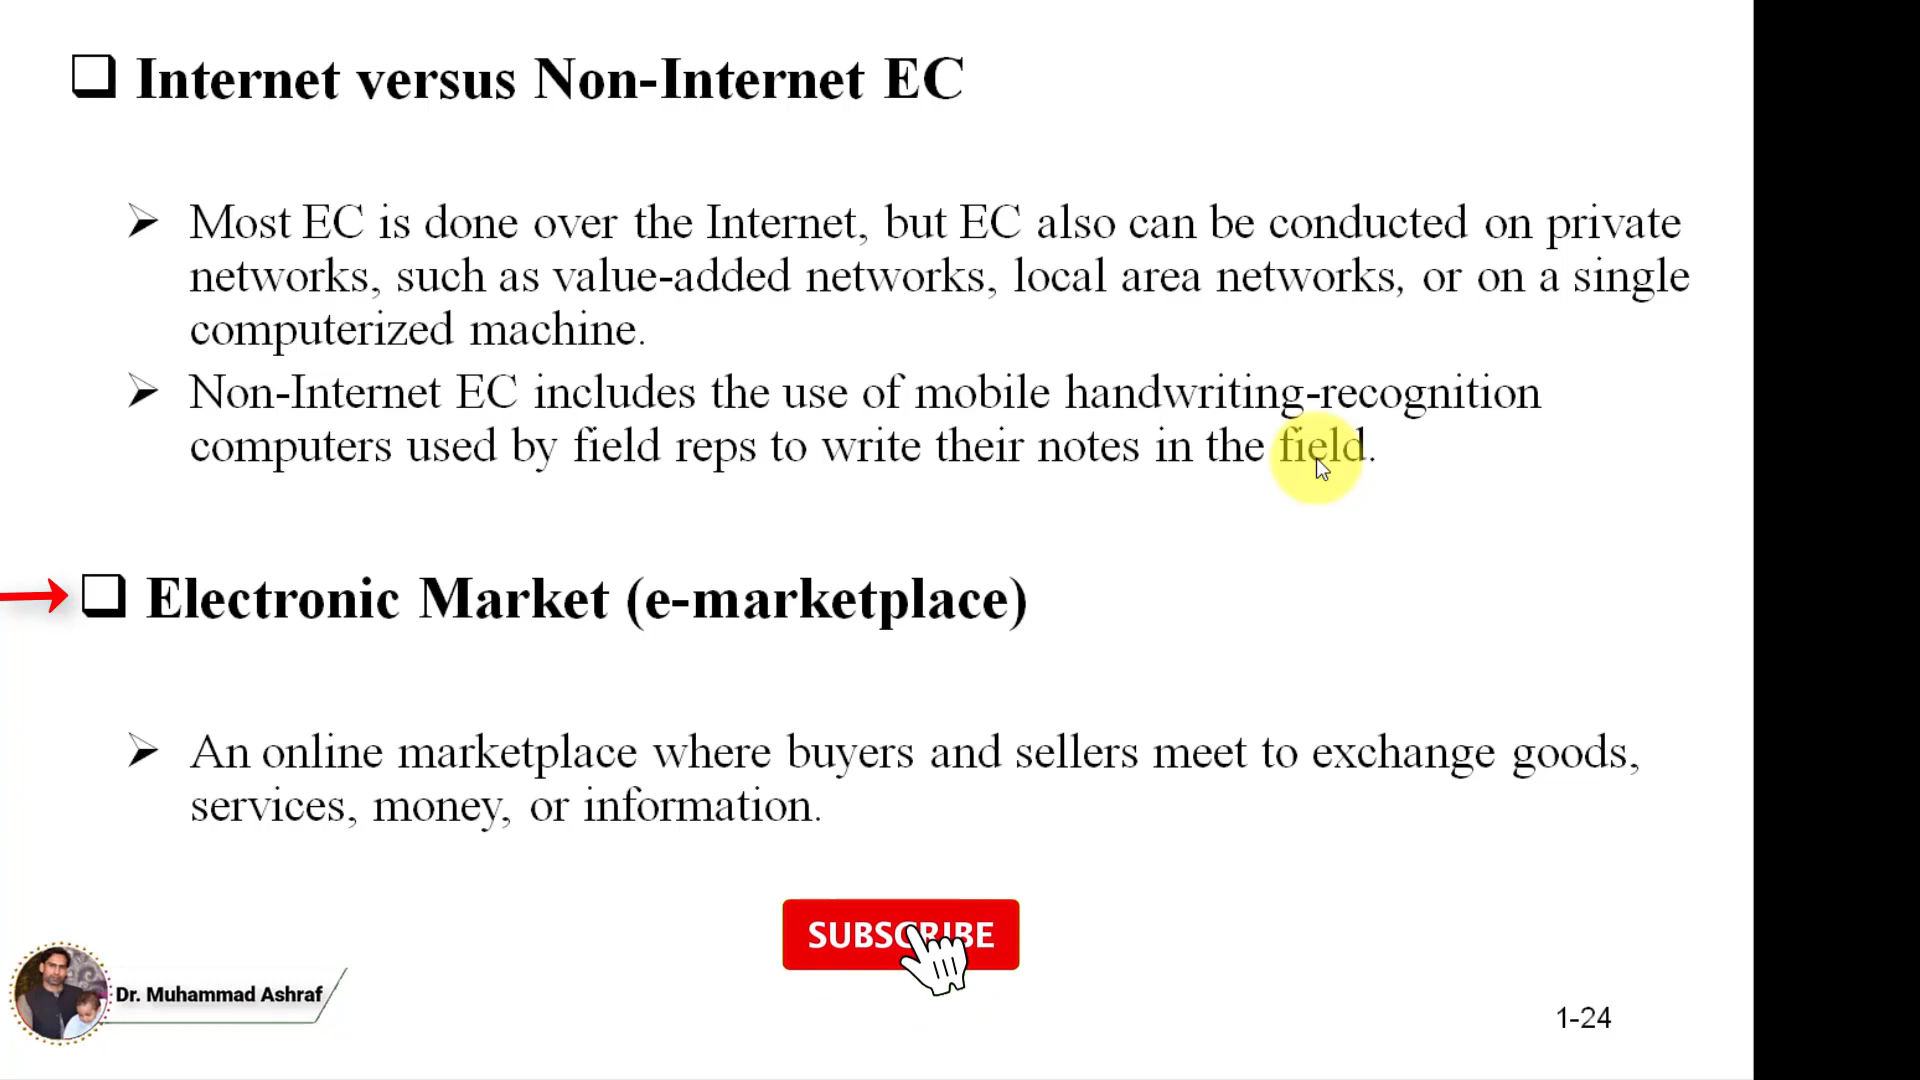 Internet versus Non-Internet EC
Most EC is done over the Internet, but EC also can be conducted on private
networks, such as value-added networks, local area networks, or on a single
computerized machine.
Non-Internet EC includes the use of mobile handwriting-recognition
computers used by field reps to write their notes in the field.
Electronic Market (e-marketplace)
An online marketplace where buyers and sellers meet to exchange goods,
services, money, or information.
SUBSCRIBE
Dr. Muhammad Ashraf
1-24